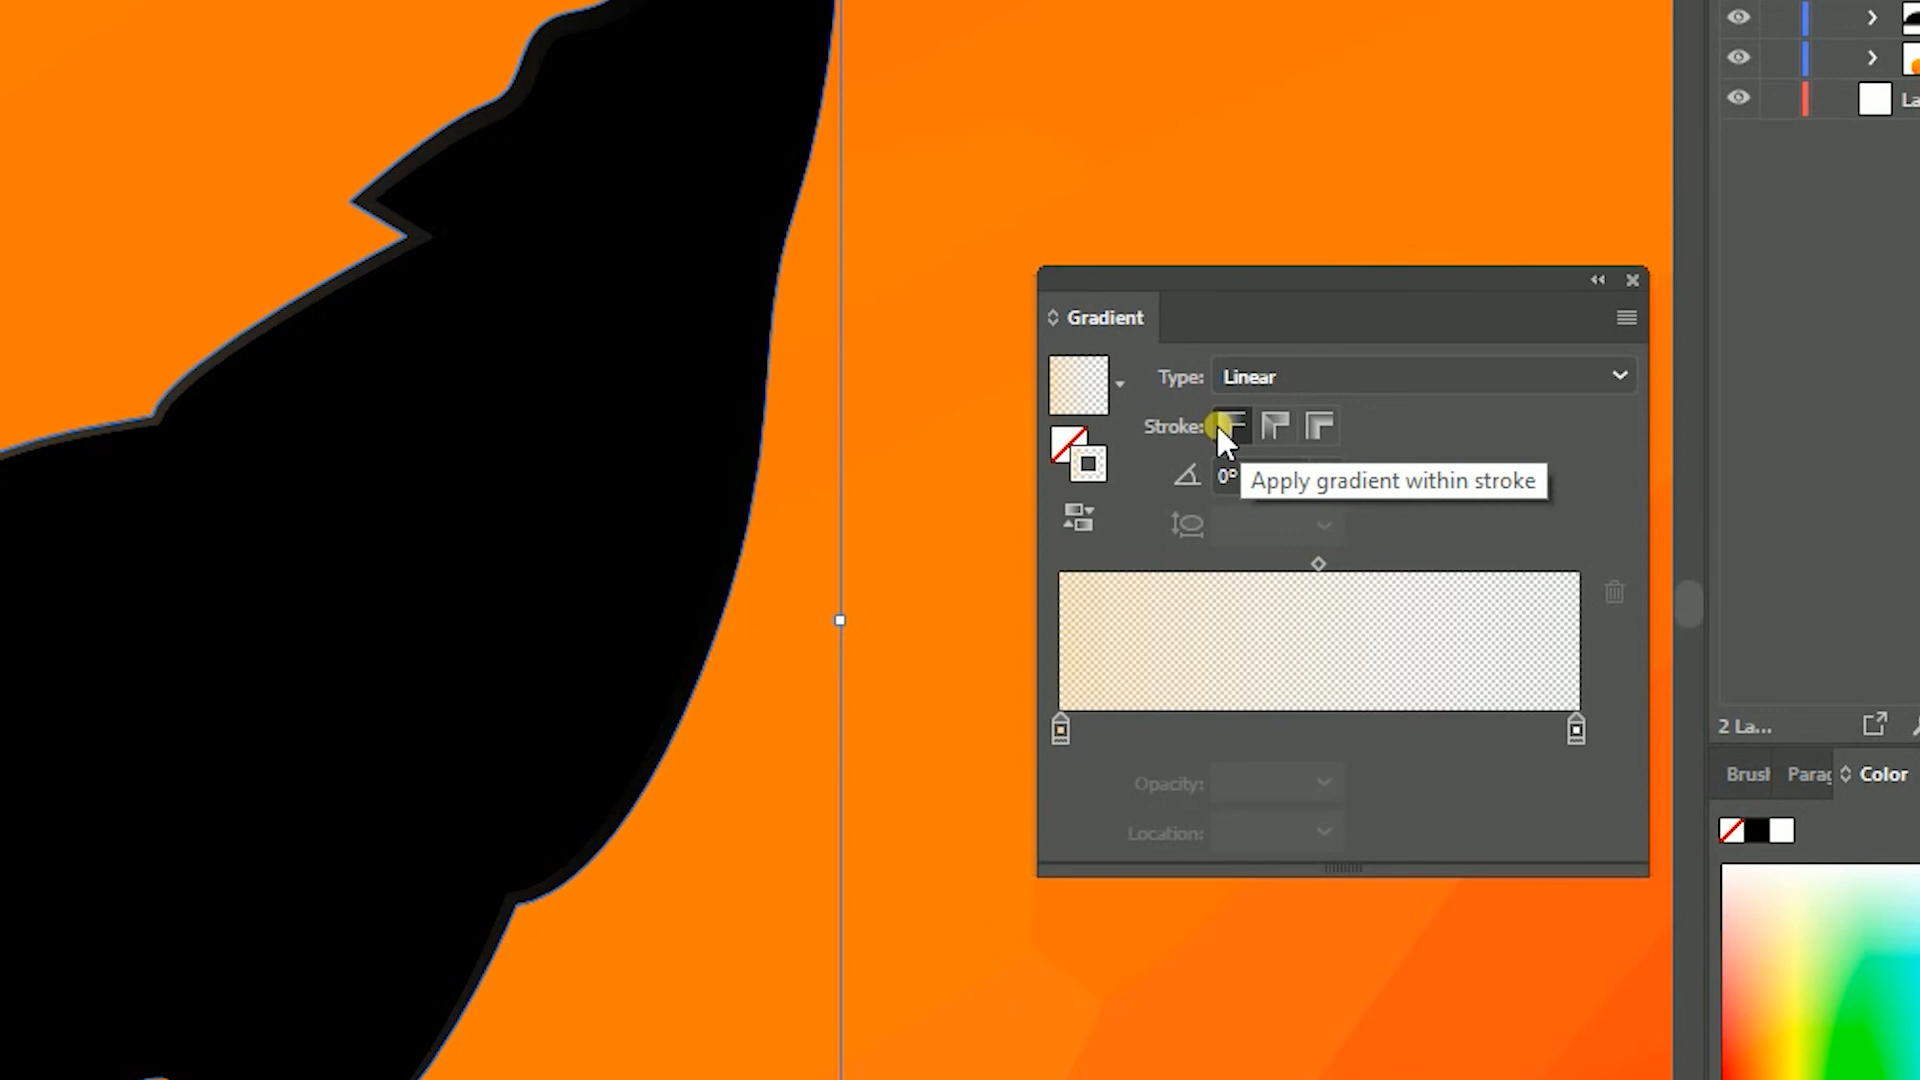 La
Gradient
Type: Linear
Stroke:
0°
Apply gradient within stroke
Opacity:
Location:
2 La...
Brush Parag Color